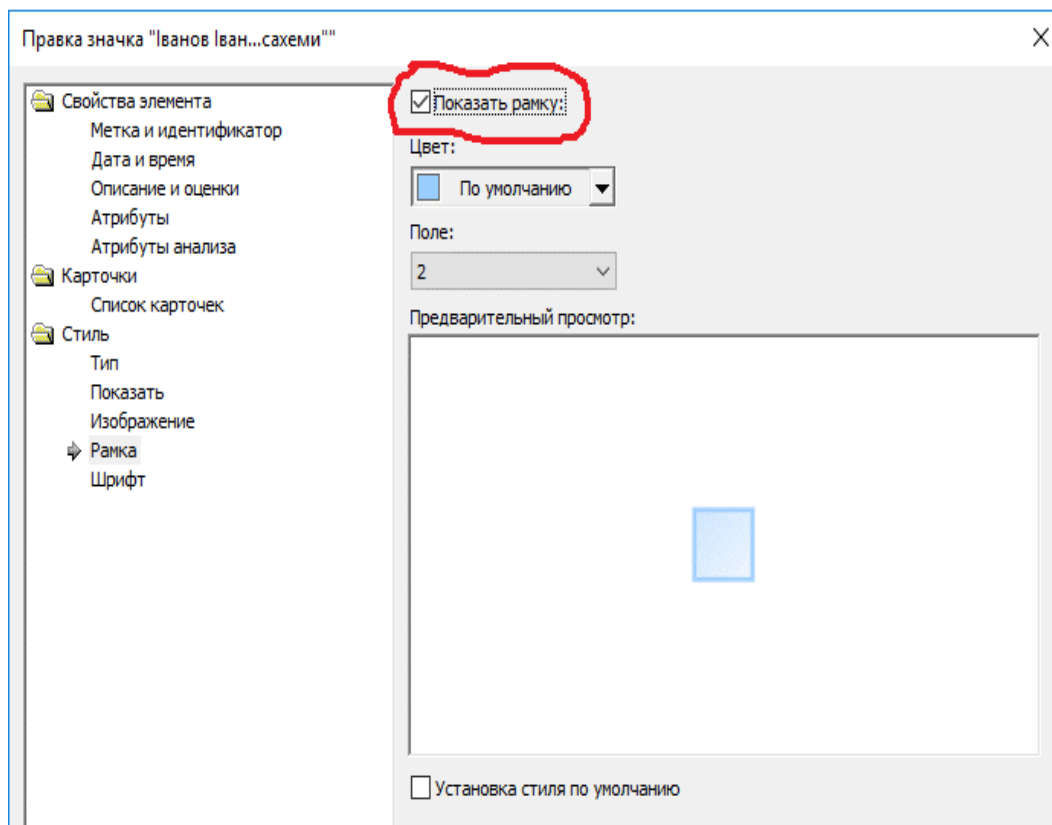 Правка значка "Іванов Іван...сахеми""
Свойства элемента
Метка и идентификатор
Дата и время
Описание и оценки
Атрибуты
Атрибуты анализа
Карточки
Список карточек
Стиль
Тип
Показать
Изображение
Рамка
Шрифт
Показать рамку:
Цвет:
По умолчанию
Поле:
2
Предварительный просмотр:
Установка стиля по умолчанию